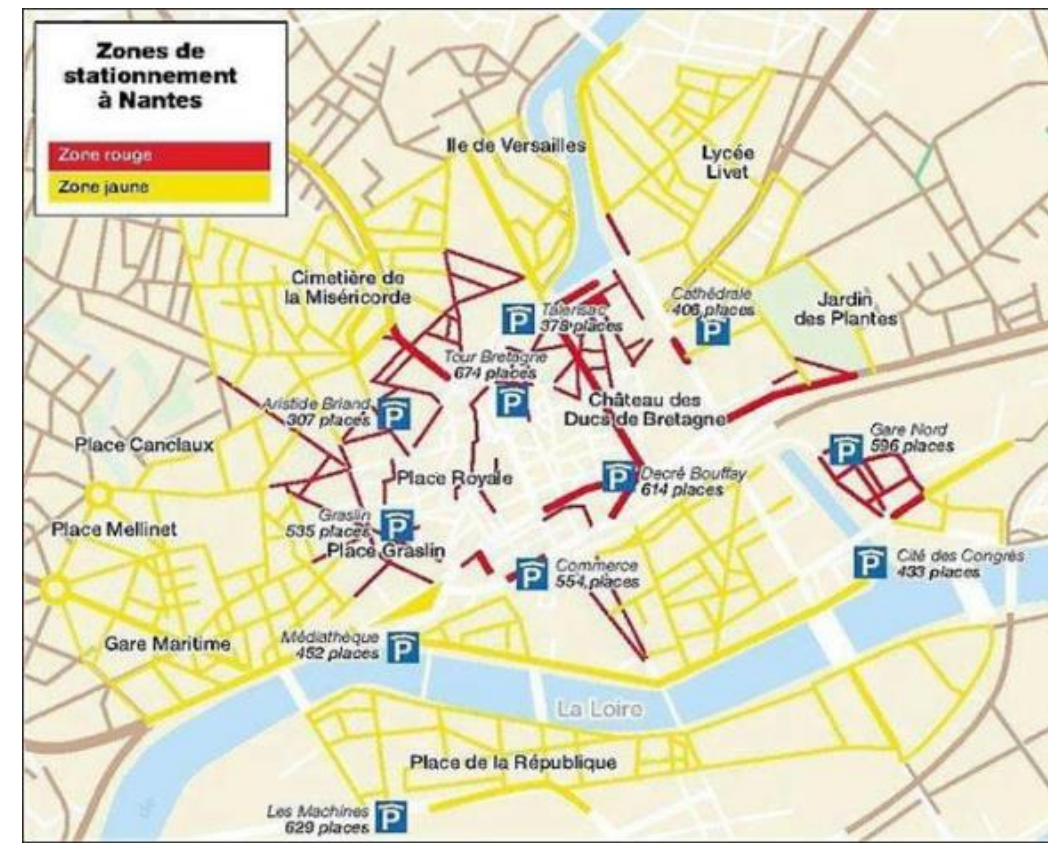 Zones de
stationnement
à Nantes
Zone rouge
Zone jaune
Ile de Versailles
Lycée
Livet
Cimetière de
la Miséricorde
Talensac
378 places
Cathédrale
406 places
Jardin
des Plantes
Tour Bretagne
674 places
Aristide Briand
307 places
Château des
Ducs de Bretagne
Gare Nord
596 places
Place Canclaux
Place Royale
Decré Bouffay
614 places
Place Mellinet
Graslin
535 places
Place Graslin
Commerce
554 places
Cité des Congrès
433 places
Gare Maritime
Médiathèque
452 places
La Loire
Place de la République
Les Machines
629 places